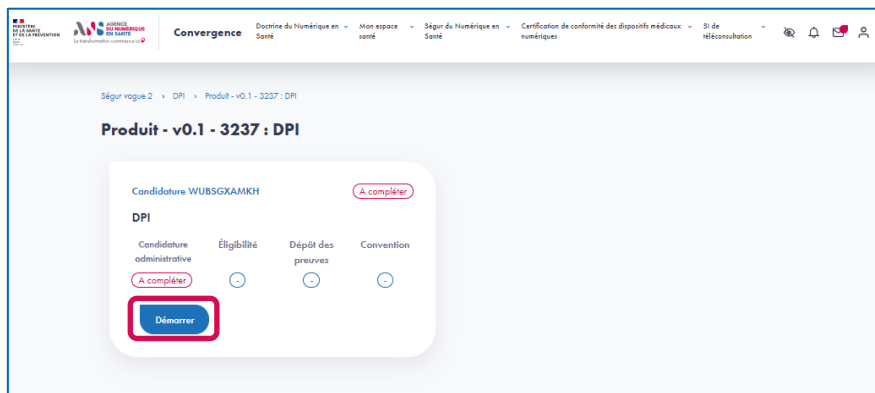 MINISTÈRE
DE LA SANTÉ
ET DE LA PRÉVENTION
AGENCE
DU NUMÉRIQUE
EN SANTÉ
La transformation commence ici
Convergence
Doctrine du Numérique en
Santé
Mon espace
santé
Ségur du Numérique en
Santé
Certification de conformité des dispositifs médicaux
numériques
SI de
téléconsultation
Ségur vague 2 › DPI › Produit - v0.1 - 3237 : DPI
Produit - v0.1 - 3237 : DPI
Candidature WUBSGXAMKH
A compléter
DPI
Candidature
administrative
Éligibilité
Dépôt des
preuves
Convention
A compléter
-
-
-
Démarrer